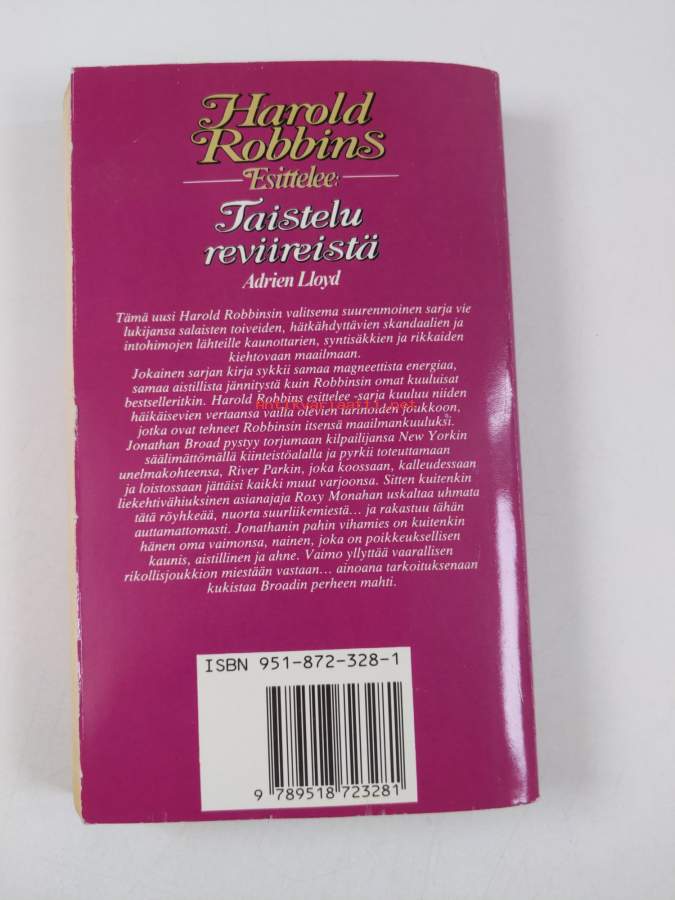 Harold
Robbins
Esittelee:
Taistelu
reviireistä
Adrien Lloyd
Tämä uusi Harold Robbinsin valitsema suurenmoinen sarja vie
lukijansa salaisten toiveiden, hätkähdyttävien skandaalien ja
intohimojen lähteille kaunottarien, syntisäkkien ja rikkaiden
kiehtovaan maailmaan.
Jokainen sarjan kirja sykkii samaa magneettista energiaa,
samaa aistillista jännitystä kuin Robbinsin omat kuuluisat
bestselleritkin. Harold Robbins esittelee -sarja kuuluu niiden
häikäisevien vertaansa vailla olevien tarinoiden joukkoon,
jotka ovat tehneet Robbinsin itsensä maailmankuuluksi.
Jonathan Broad pystyy torjumaan kilpailijansa New Yorkin
säälimättömällä kiinteistöalalla ja pyrkii toteuttamaan
unelmakohteensa, River Parkin, joka koossaan, kalleudessaan
ja loistossaan jättäisi kaikki muut varjoonsa. Sitten kuitenkin
liekehtivähiuksinen asianajaja Roxy Monahan uskaltaa uhmata
tätä röyhkeää, nuorta suurliikemiestä… ja rakastuu tähän
auttamattomasti. Jonathanin pahin vihamies on kuitenkin
hänen oma vaimonsa, nainen, joka on poikkeuksellisen
kaunis, aistillinen ja ahne. Vaimo yllyttää vaarallisen
rikollisjoukkion miestään vastaan… ainoana tarkoituksenaan
kukistaa Broadin perheen mahti.
ISBN 951-872-328-1
9 789518 723281